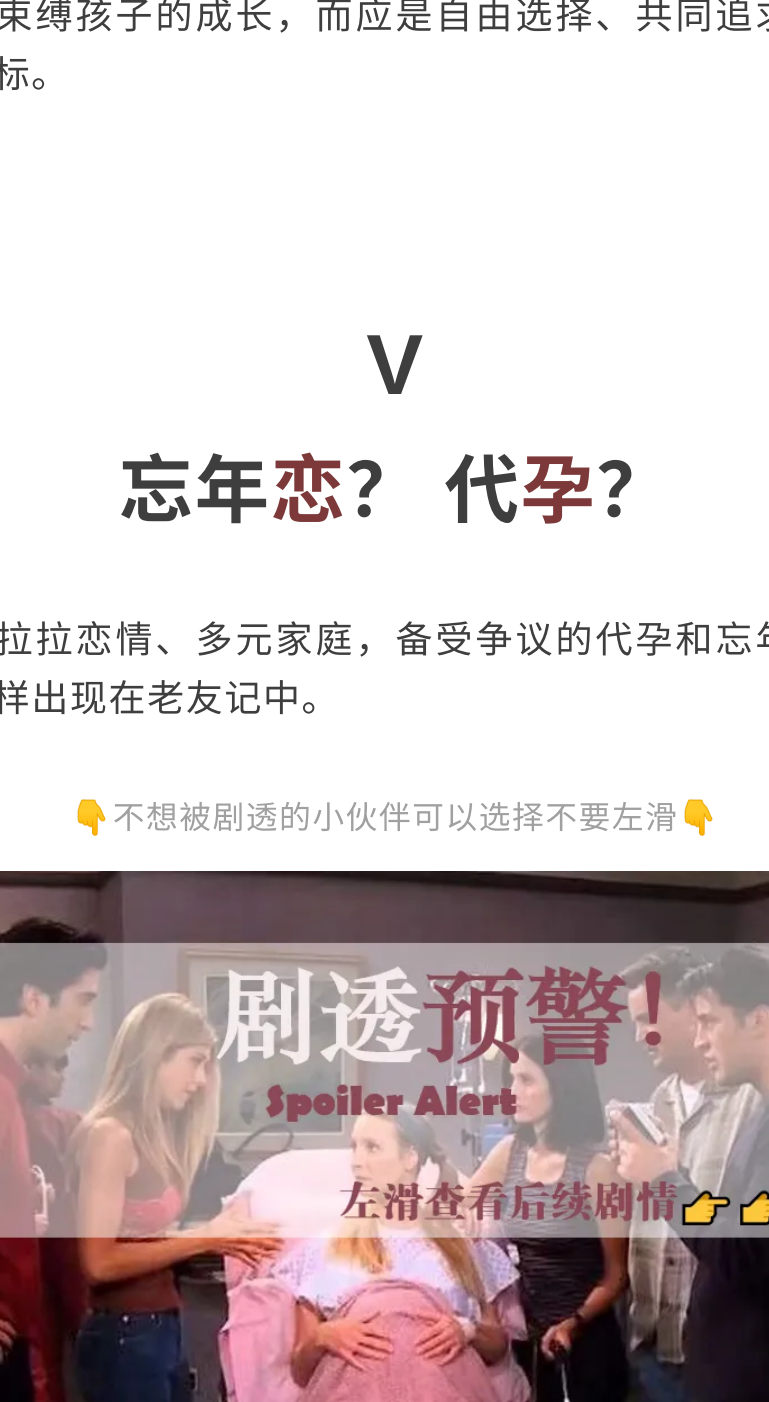 束缚孩子的成长，而应是自由选择、共同追求
标。
V
忘年恋？ 代孕？
拉拉恋情、多元家庭，备受争议的代孕和忘年
样出现在老友记中。
👇不想被剧透的小伙伴可以选择不要左滑👇
剧透预警！
Spoiler Alert
左滑查看后续剧情👉👉